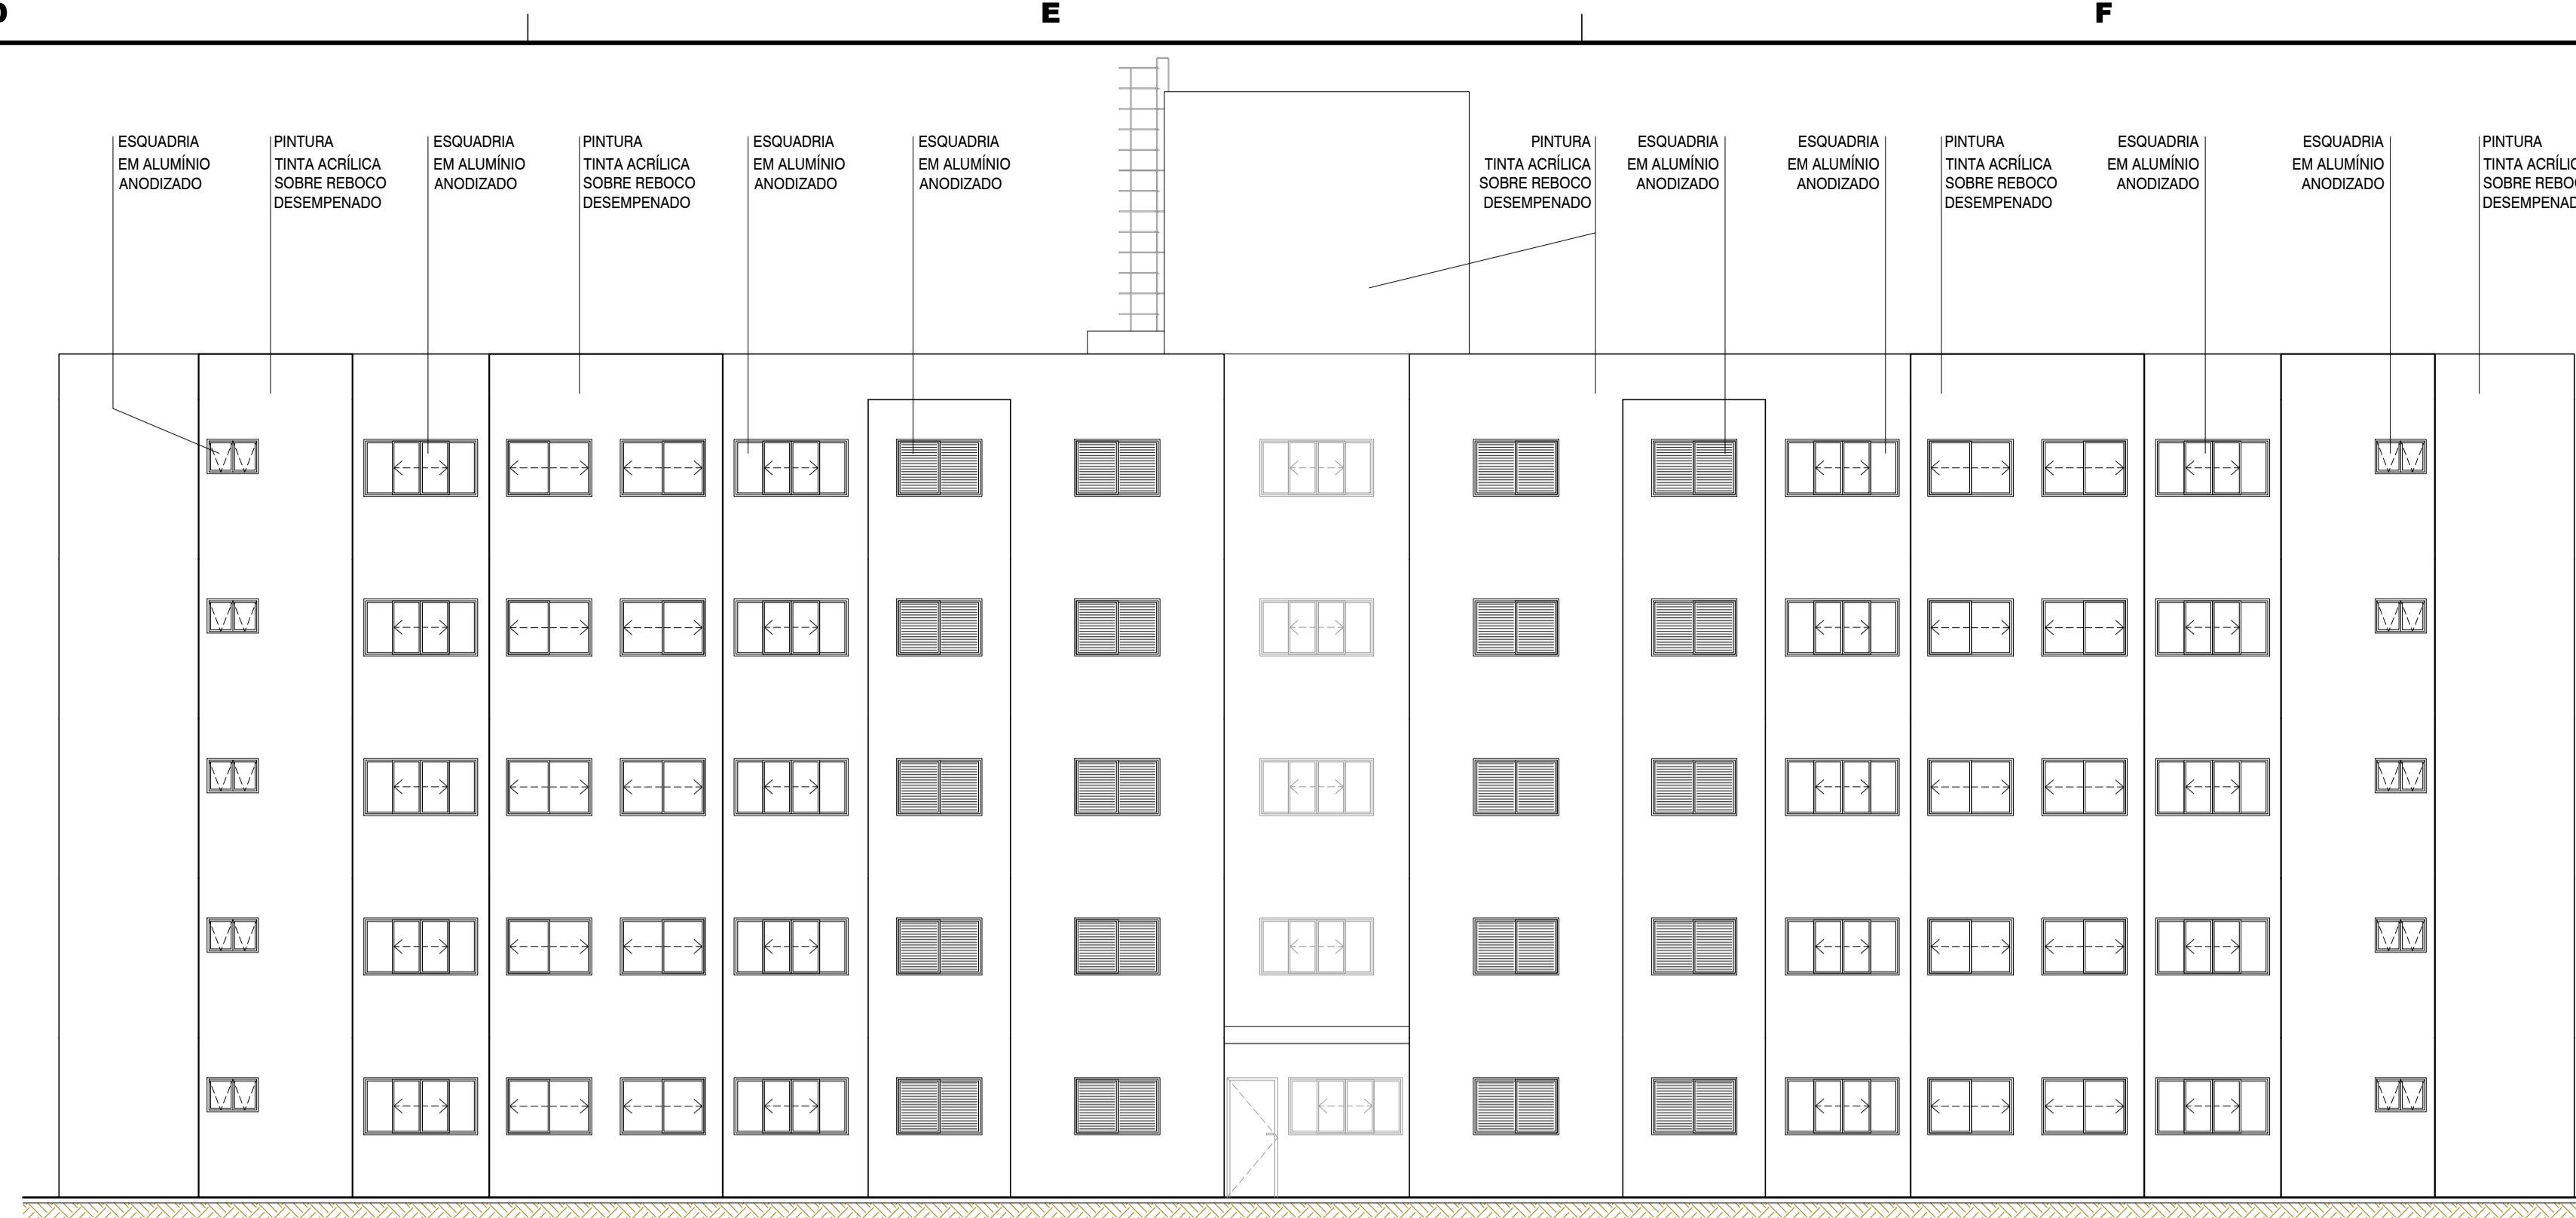 E
F
ESQUADRIA
EM ALUMÍNIO
ANODIZADO
PINTURA
TINTA ACRÍLICA
SOBRE REBOCO
DESEMPENADO
ESQUADRIA
EM ALUMÍNIO
ANODIZADO
PINTURA
TINTA ACRÍLICA
SOBRE REBOCO
DESEMPENADO
ESQUADRIA
EM ALUMÍNIO
ANODIZADO
ESQUADRIA
EM ALUMÍNIO
ANODIZADO
PINTURA
TINTA ACRÍLICA
SOBRE REBOCO
DESEMPENADO
ESQUADRIA
EM ALUMÍNIO
ANODIZADO
ESQUADRIA
EM ALUMÍNIO
ANODIZADO
PINTURA
TINTA ACRÍLICA
SOBRE REBOCO
DESEMPENADO
ESQUADRIA
EM ALUMÍNIO
ANODIZADO
ESQUADRIA
EM ALUMÍNIO
ANODIZADO
PINTURA
TINTA
SOBRE